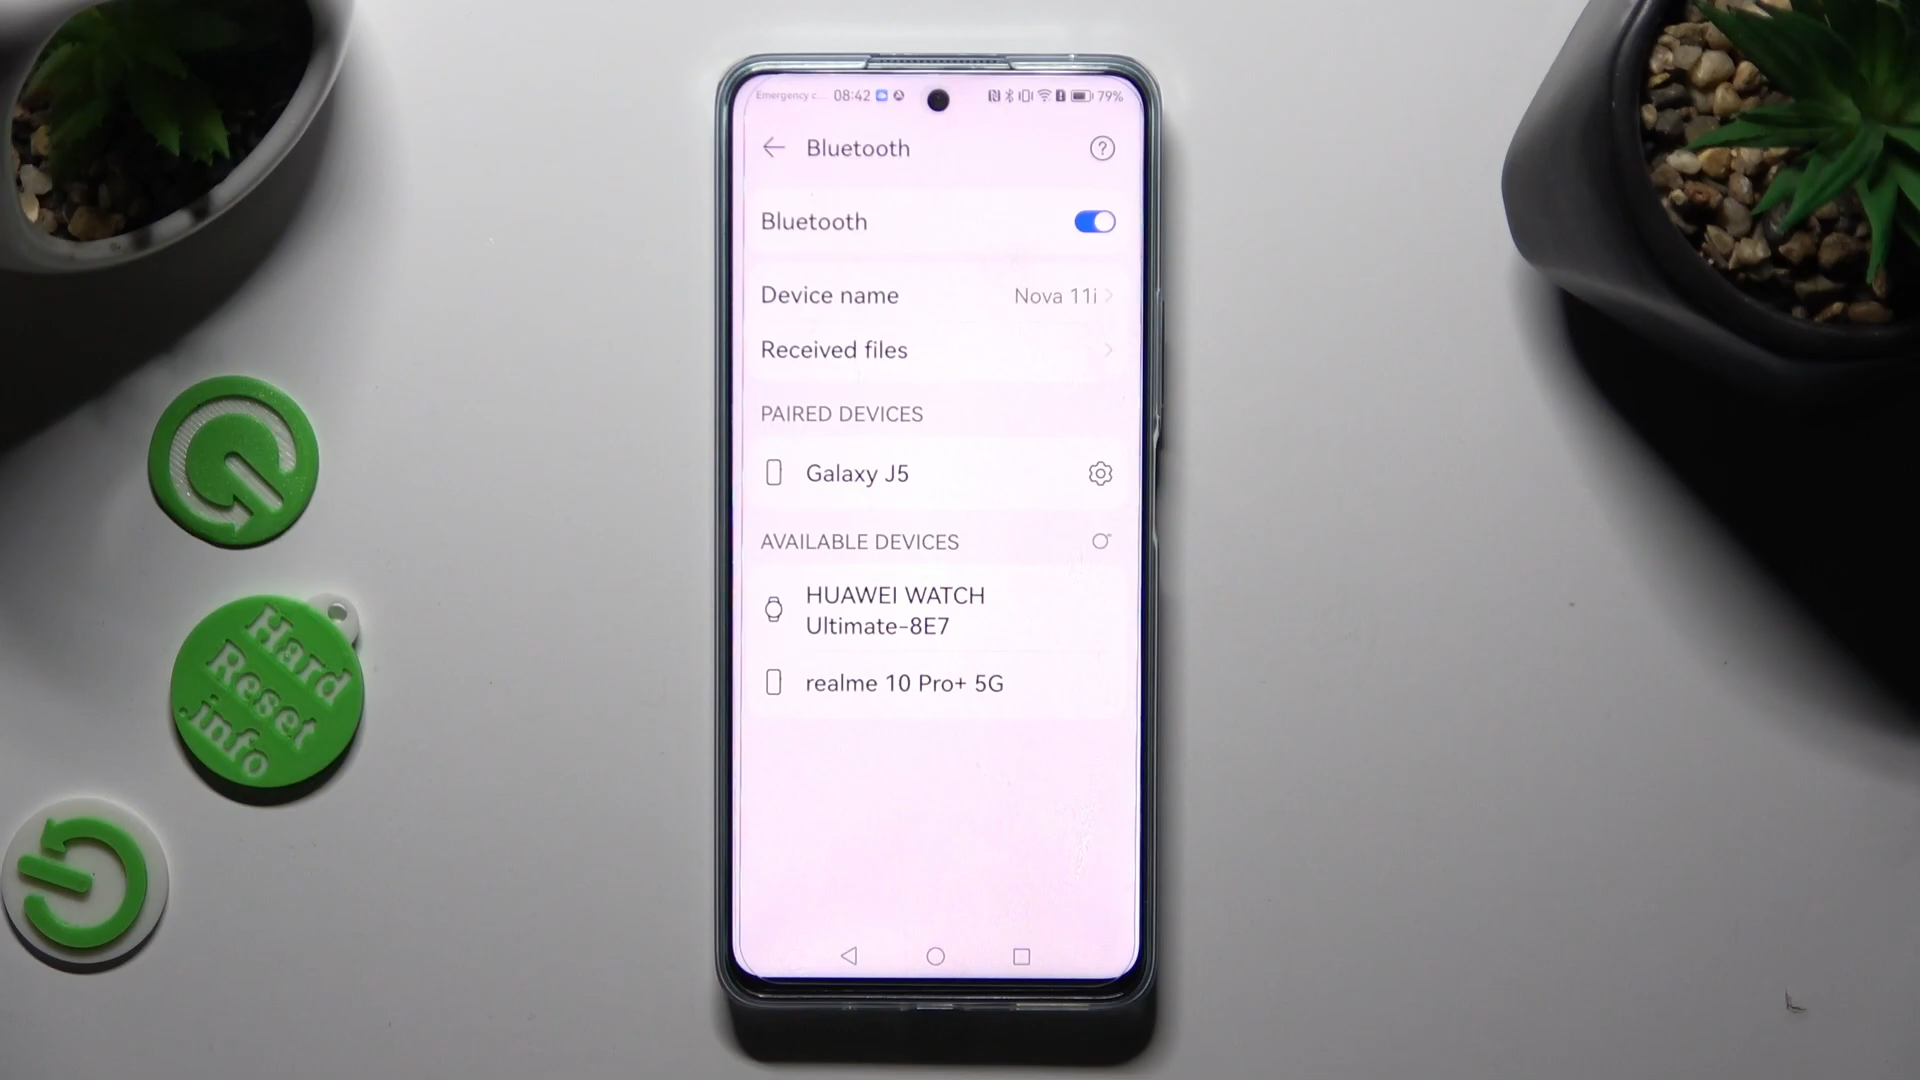 Emergency c... 08:42 79%
Bluetooth
Bluetooth
Device name Nova 11i
Received files
PAIRED DEVICES
Galaxy J5
AVAILABLE DEVICES
HUAWEI WATCH
Ultimate-8E7
realme 10 Pro+ 5G
Hard
Reset
.info